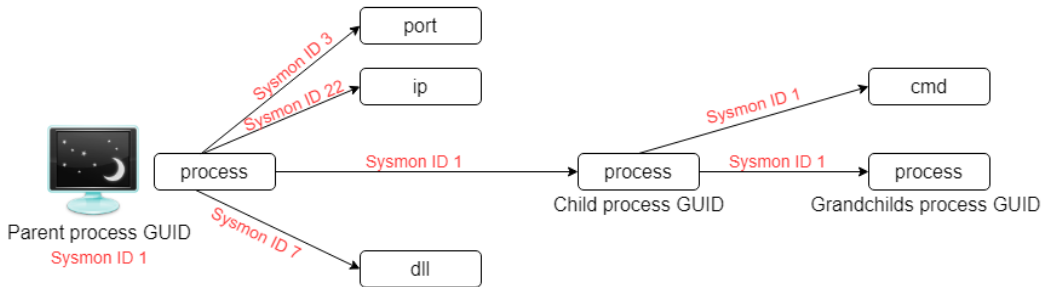 port
Sysmon ID 3
ip
Sysmon ID 22
Sysmon ID 1
cmd
process
Sysmon ID 1
process
Sysmon ID 1
process
Parent process GUID
Sysmon ID 1
Child process GUID
Grandchilds process GUID
Sysmon ID 7
dll